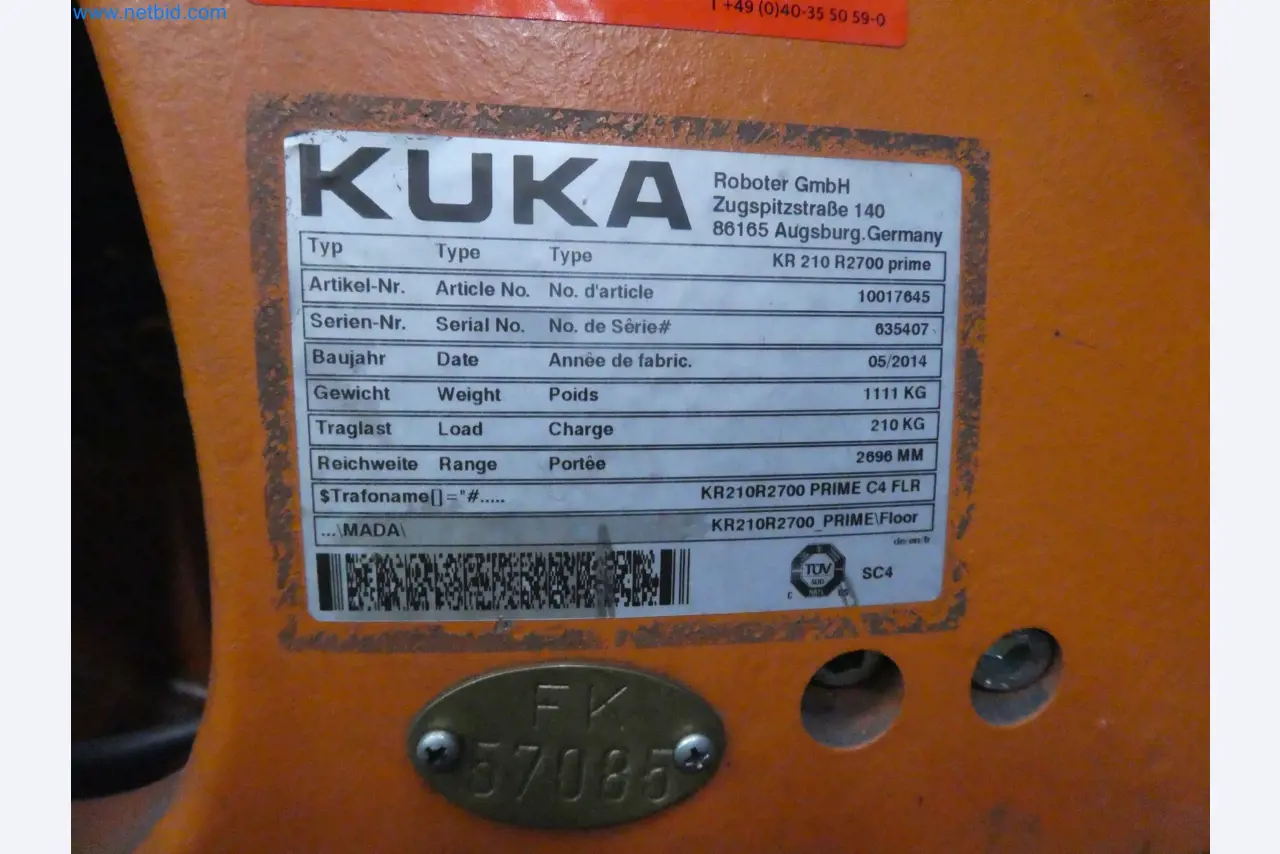 www.netbid.com
T +49 (0)40-35 50 59-0
KUKA
Roboter GmbH
Zugspitzstraße 140
86165 Augsburg.Germany
Typ Type Type KR 210 R2700 prime
Artikel-Nr. Article No. No. d'article 10017645
Serien-Nr. Serial No. No. de Sêrie# 635407
Baujahr Date Annêe de fabric. 05/2014
Gewicht Weight Poids 1111 KG
Traglast Load Charge 210 KG
Reichweite Range Portêe 2696 MM
$Trafoname[]="#..... KR210R2700 PRIME C4 FLR
...\MADA\ KR210R2700_PRIME\Floor
de/en/fr
TÜV
SC4
FK
57085